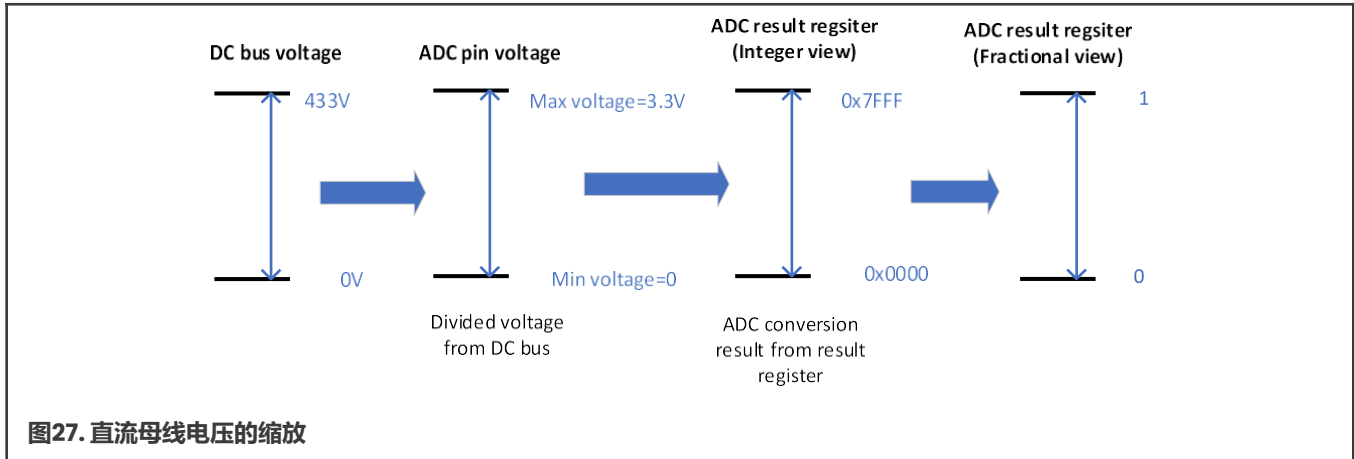 DC bus voltage
433V
0V
ADC pin voltage
Max voltage=3.3V
Min voltage=0
Divided voltage
from DC bus
ADC result regsiter
(Integer view)
0x7FFF
0x0000
ADC conversion
result from result
register
ADC result regsiter
(Fractional view)
1
0
图27. 直流母线电压的缩放